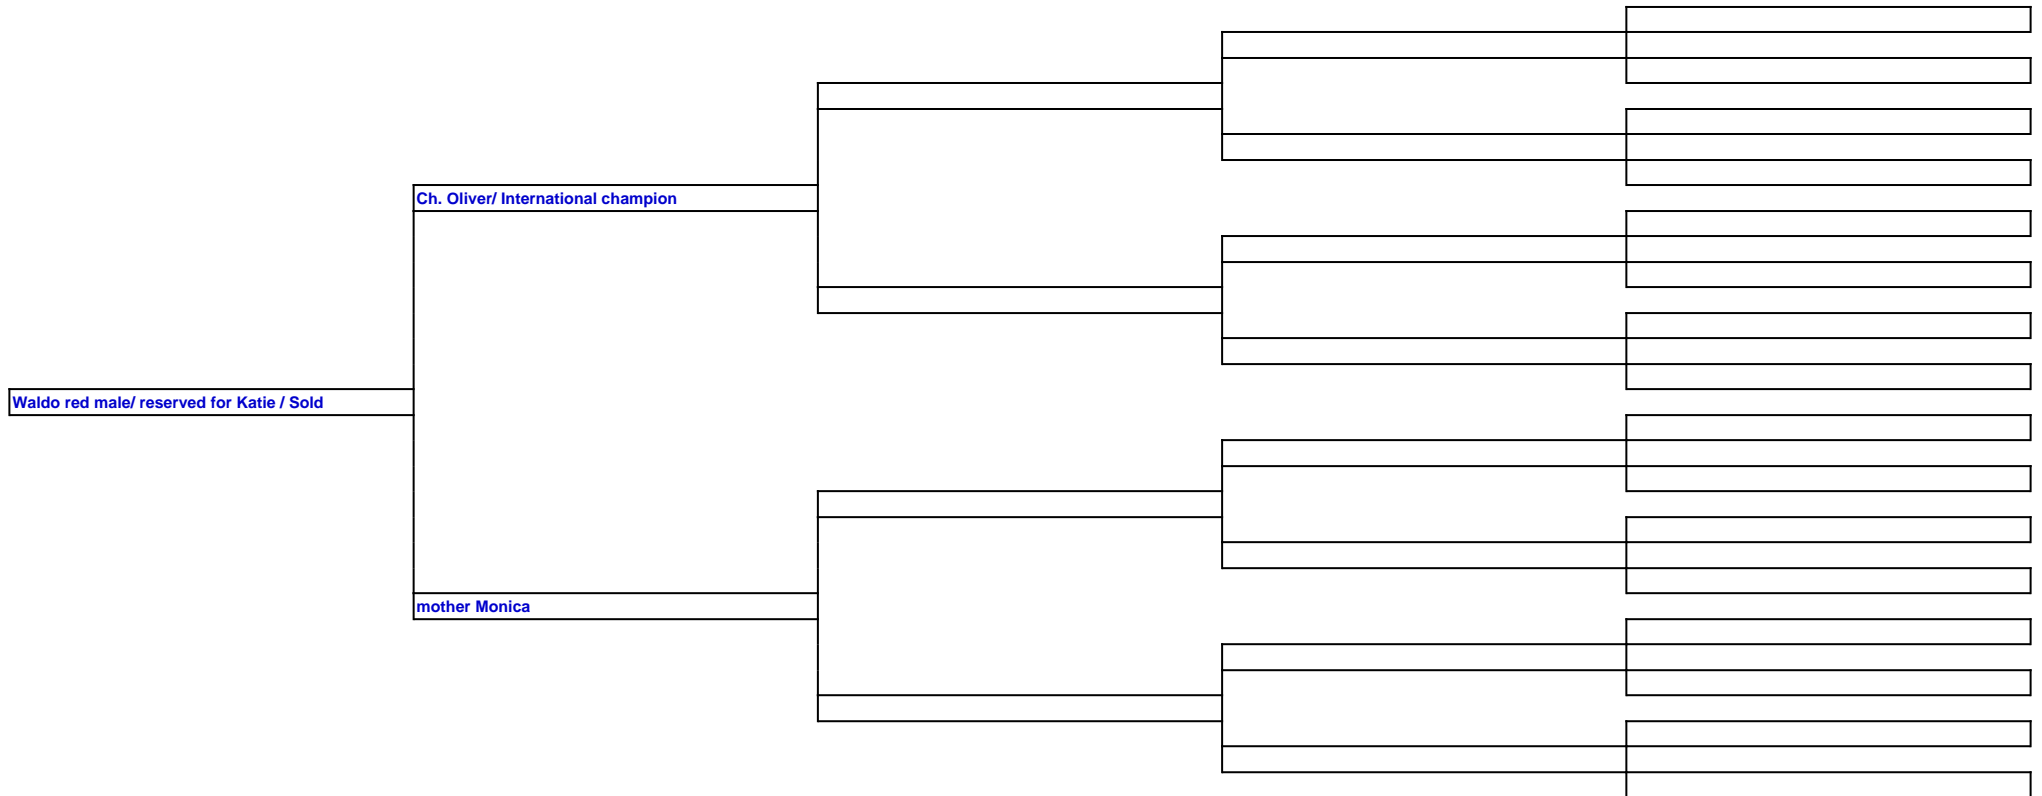 Ch. Oliver/ International champion
Waldo red male/ reserved for Katie / Sold
mother Monica